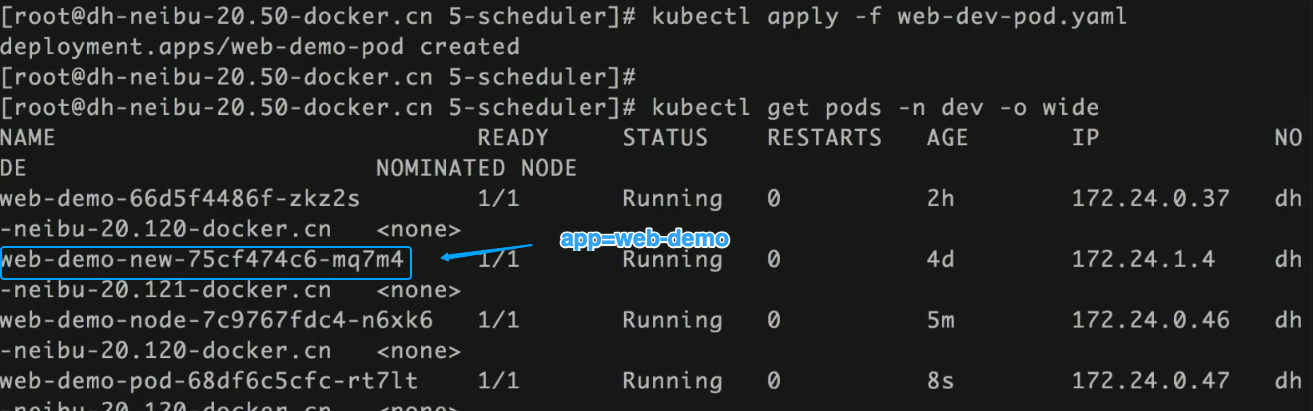 [root@dh-neibu-20.50-docker.cn 5-scheduler]# kubectl apply -f web-dev-pod.yaml
deployment.apps/web-demo-pod created
[root@dh-neibu-20.50-docker.cn 5-scheduler]#
[root@dh-neibu-20.50-docker.cn 5-scheduler]# kubectl get pods -n dev -o wide
NAME READY STATUS RESTARTS AGE IP NO
DE NOMINATED NODE
web-demo-66d5f4486f-zkz2s 1/1 Running 0 2h 172.24.0.37 dh
-neibu-20.120-docker.cn <none>
app=web-demo
web-demo-new-75cf474c6-mq7m4 1/1 Running 0 4d 172.24.1.4 dh
-neibu-20.121-docker.cn <none>
web-demo-node-7c9767fdc4-n6xk6 1/1 Running 0 5m 172.24.0.46 dh
-neibu-20.120-docker.cn <none>
web-demo-pod-68df6c5cfc-rt7lt 1/1 Running 0 8s 172.24.0.47 dh
-neibu-20.120-docker.cn <none>